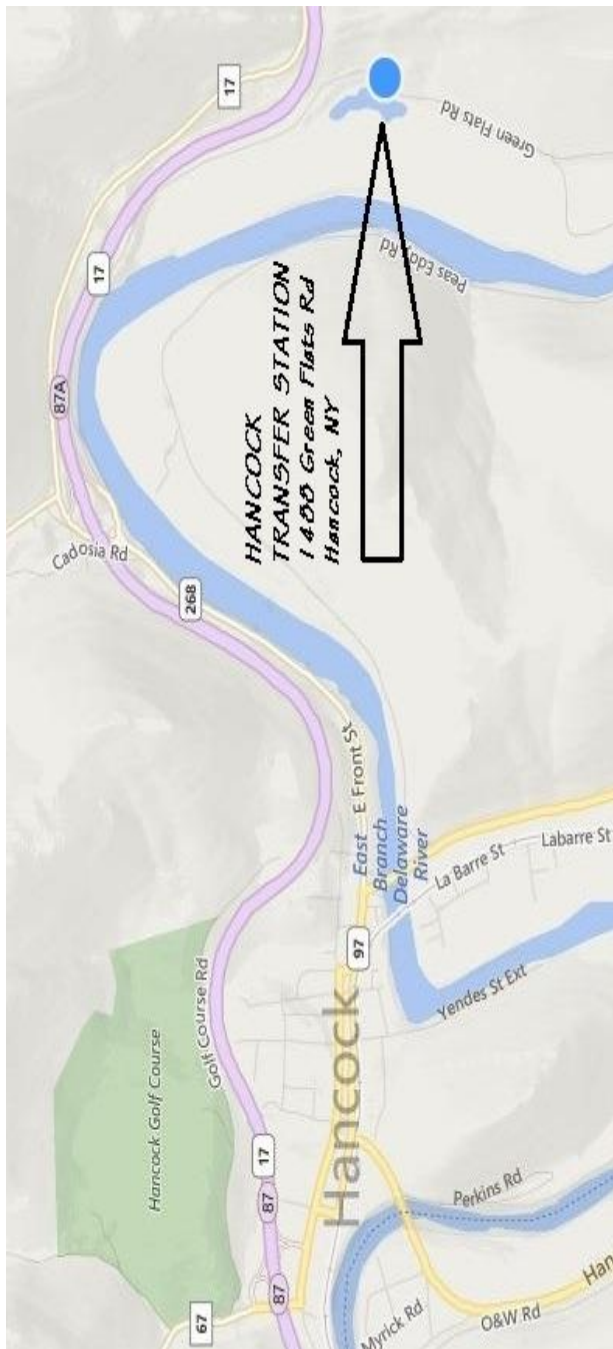 17
87A
17
Cadosia Rd
268
HANCOCK
TRANSFER STATION
1488 Green Flats Rd
Hancock, NY
Green Flats Rd
Peas Eddy Rd
Hancock Golf Course
Golf Course Rd
67
87
87
17
Hancock
97
E Front St
East
Branch
Delaware
River
La Barre St
Labarre St
Yendes St Ext
Perkins Rd
Myrick Rd
O&W Rd
Han